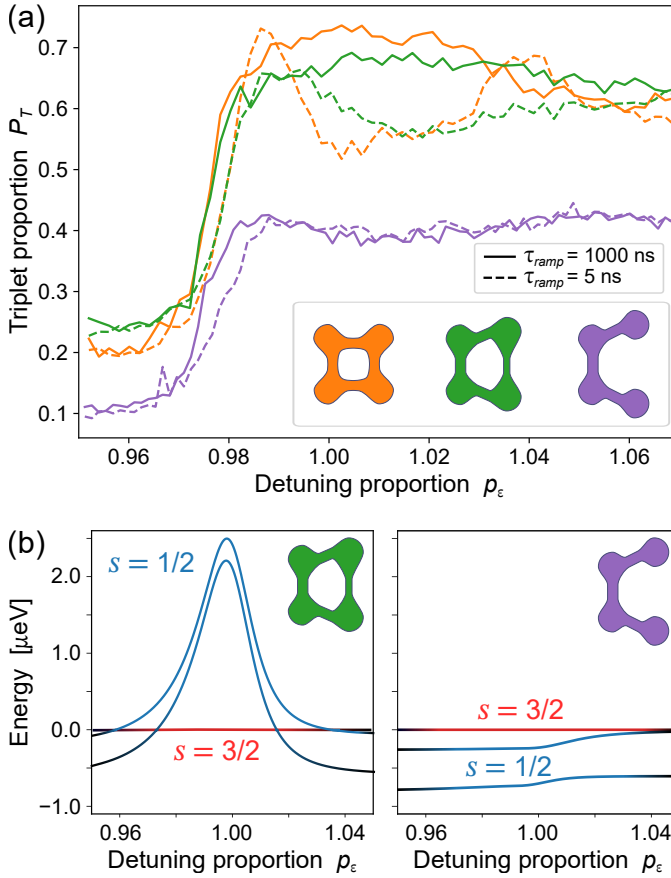 (a)
0.7
0.6
0.5
0.4
0.3
0.2
0.1
Triplet proportion P_T
τ_ramp = 1000 ns
τ_ramp = 5 ns
0.96 0.98 1.00 1.02 1.04 1.06
Detuning proportion p_ε
(b)
2.0
1.0
0.0
−1.0
Energy [μeV]
s = 1/2
s = 3/2
0.96 1.00 1.04
Detuning proportion p_ε
s = 3/2
s = 1/2
0.96 1.00 1.04
Detuning proportion p_ε